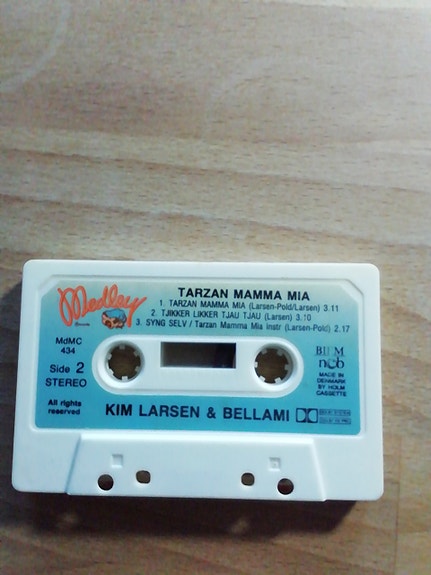 Medley
Records
TARZAN MAMMA MIA
1. TARZAN MAMMA MIA (Larsen-Pold/Larsen) 3.11
2. TJIKKER LIKKER TJAU TJAU (Larsen) 3.10
3. SYNG SELV / Tarzan Mamma Mia Instr (Larsen-Pold) 2.17
MdMC
434
Side 2
STEREO
BIEM
ncb
MADE IN
DENMARK
BY HOLM
CASSETTE
All rights
reserved
KIM LARSEN & BELLAMI